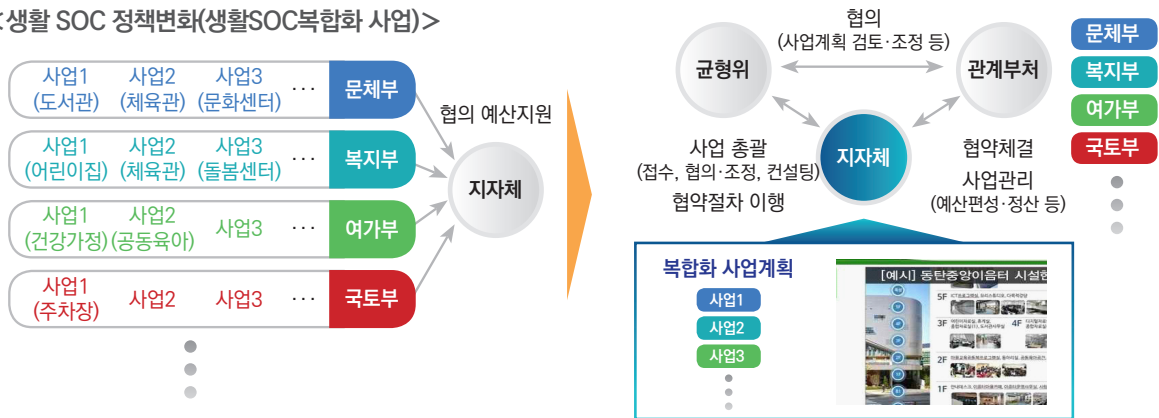 <생활 SOC 정책변화(생활SOC복합화 사업)>
사업1 사업2 사업3 ··· 문체부
(도서관) (체육관) (문화센터)
사업1 사업2 사업3 ··· 복지부
(어린이집) (체육관) (돌봄센터)
사업1 사업2 사업3 ··· 여가부
(건강가정) (공동육아)
사업1 사업2 사업3 ··· 국토부
(주차장)
협의 예산지원
지자체
협의
(사업계획 검토·조정 등)
균형위
관계부처
지자체
사업 총괄
(접수, 협의·조정, 컨설팅)
협약절차 이행
협약체결
사업관리
(예산편성·정산 등)
문체부
복지부
여가부
국토부
복합화 사업계획
사업1
사업2
사업3
[예시] 동탄중앙이음터 시설현
5F
3F 4F
2F
1F